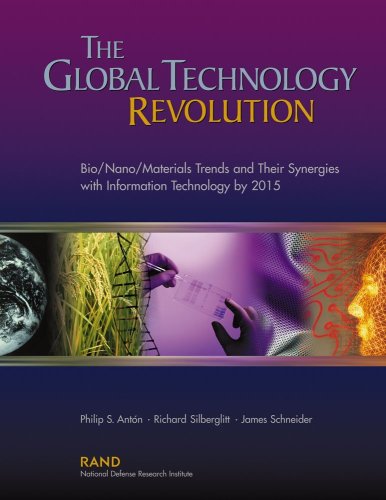 THE
GLOBAL TECHNOLOGY
REVOLUTION
Bio/Nano/Materials Trends and Their Synergies
with Information Technology by 2015
Philip S. Antón · Richard Silberglitt · James Schneider
RAND
National Defense Research Institute